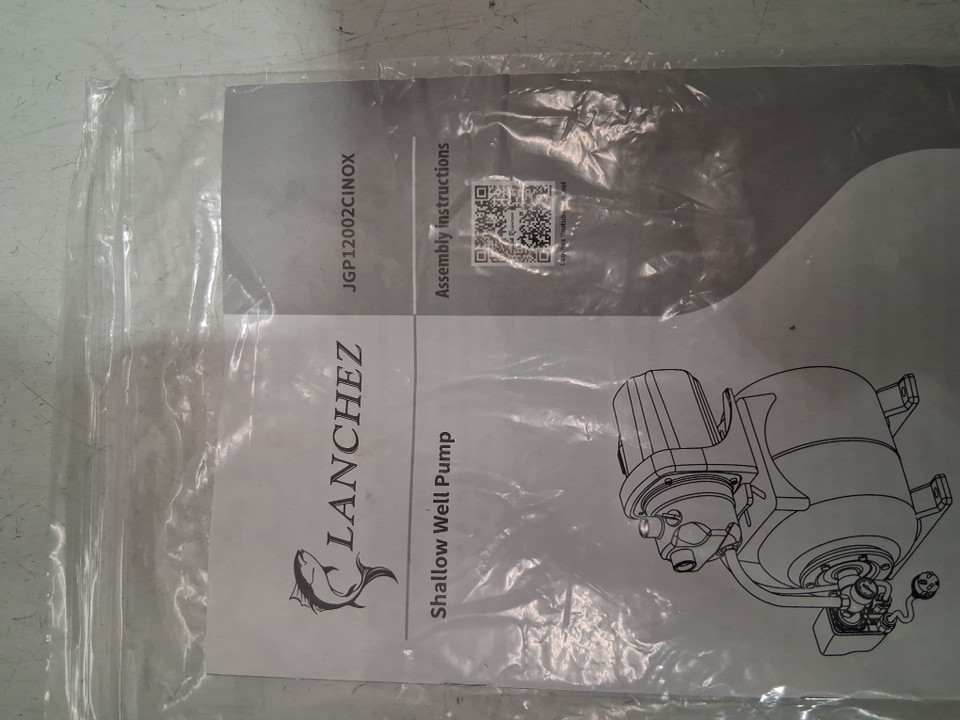 LANCHEZ
JGP12002CINOX
Shallow Well Pump
Assembly instructions